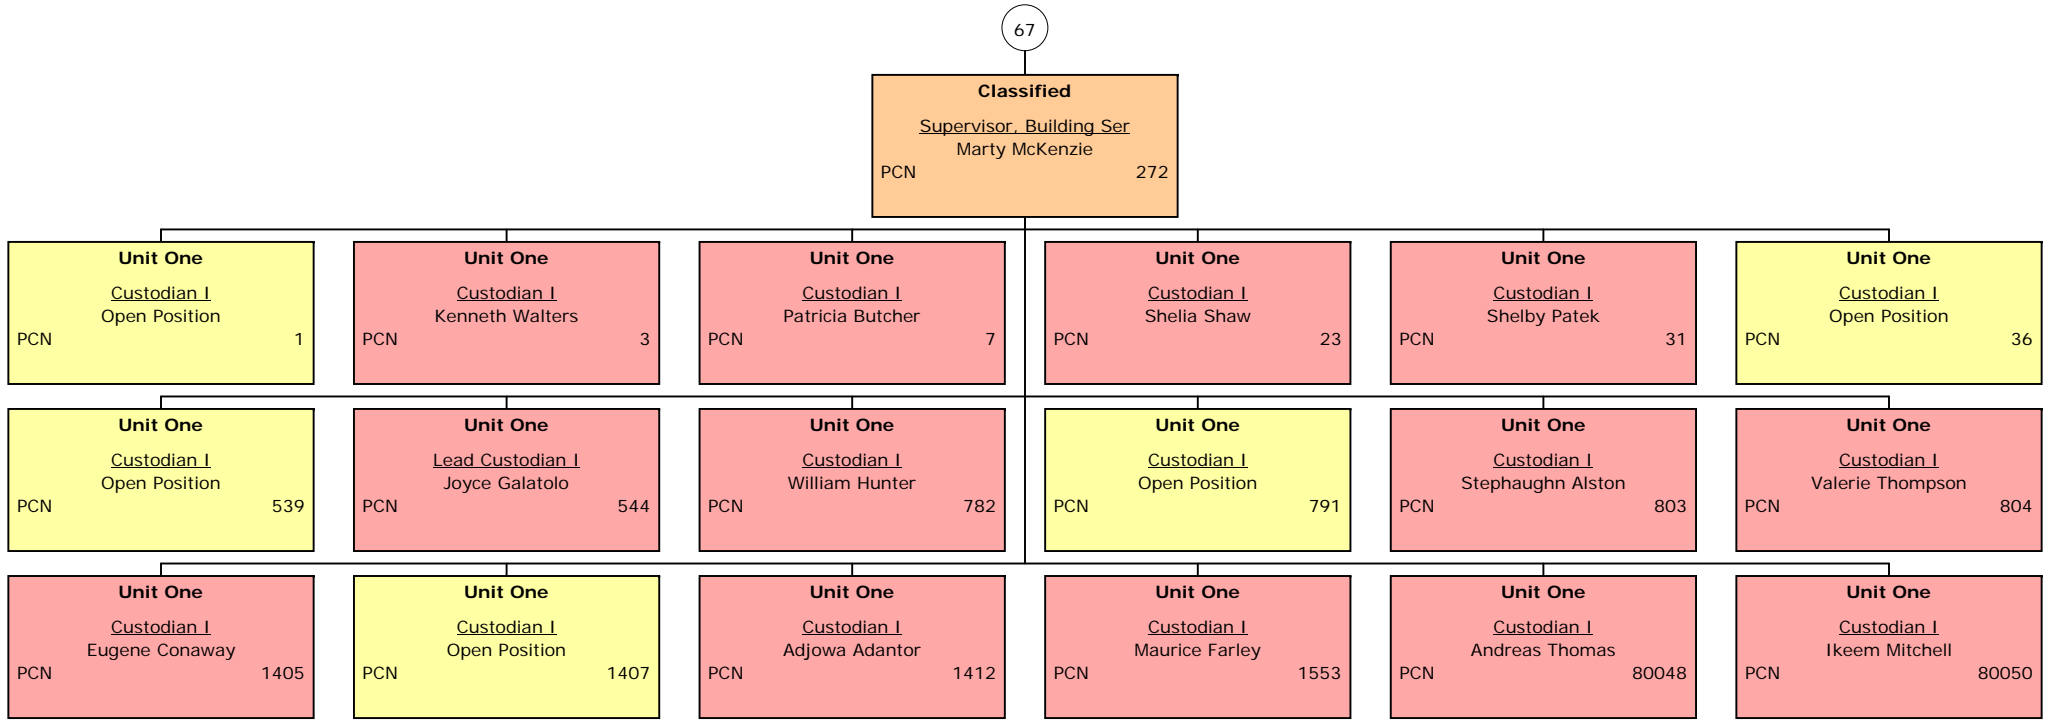 67
Classified
Supervisor, Building Ser
Marty McKenzie
PCN 272
Unit One
Custodian I
Open Position
PCN 1
Unit One
Custodian I
Kenneth Walters
PCN 3
Unit One
Custodian I
Patricia Butcher
PCN 7
Unit One
Custodian I
Shelia Shaw
PCN 23
Unit One
Custodian I
Shelby Patek
PCN 31
Unit One
Custodian I
Open Position
PCN 36
Unit One
Custodian I
Open Position
PCN 539
Unit One
Lead Custodian I
Joyce Galatolo
PCN 544
Unit One
Custodian I
William Hunter
PCN 782
Unit One
Custodian I
Open Position
PCN 791
Unit One
Custodian I
Stephaughn Alston
PCN 803
Unit One
Custodian I
Valerie Thompson
PCN 804
Unit One
Custodian I
Eugene Conaway
PCN 1405
Unit One
Custodian I
Open Position
PCN 1407
Unit One
Custodian I
Adjowa Adantor
PCN 1412
Unit One
Custodian I
Maurice Farley
PCN 1553
Unit One
Custodian I
Andreas Thomas
PCN 80048
Unit One
Custodian I
Ikeem Mitchell
PCN 80050